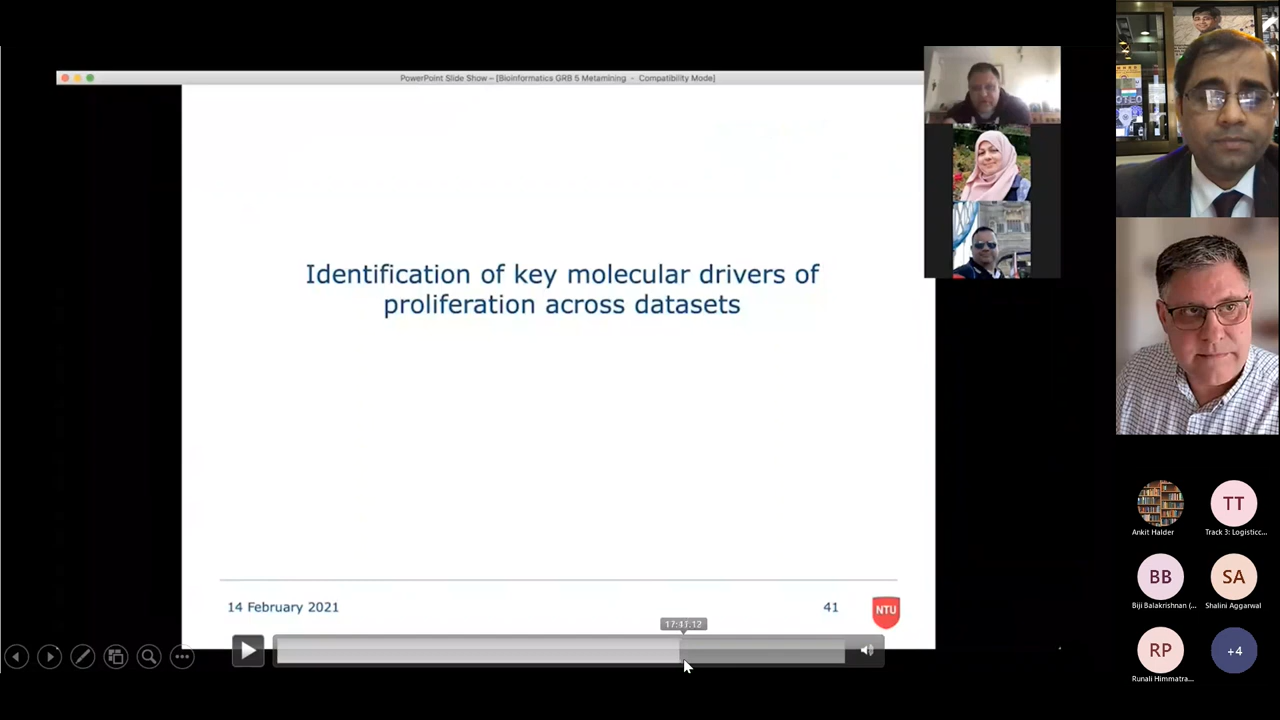 PowerPoint Slide Show – [Bioinformatics GRB 5 Metamining - Compatibility Mode]
Identification of key molecular drivers of
proliferation across datasets
14 February 2021
41
NTU
17:41.12
Ankit Halder
TT
Track 3: Logisticc...
BB
Biji Balakrishnan (...
SA
Shalini Aggarwal
RP
Runali Himmatra...
+4